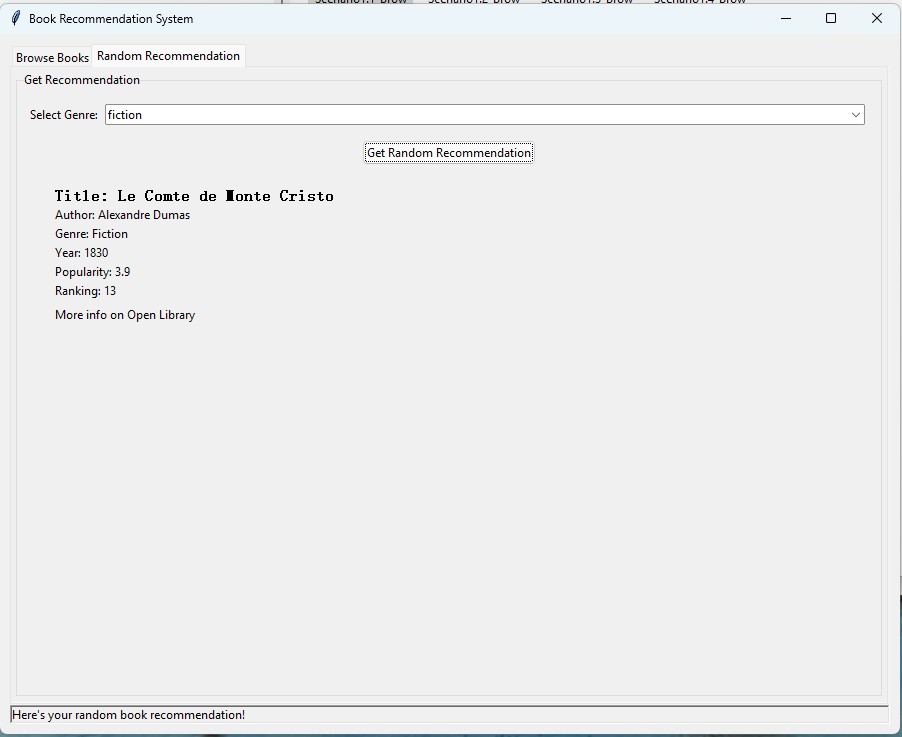 Book Recommendation System
Browse Books Random Recommendation
Get Recommendation
Select Genre: fiction
Get Random Recommendation
Title: Le Comte de Monte Cristo
Author: Alexandre Dumas
Genre: Fiction
Year: 1830
Popularity: 3.9
Ranking: 13
More info on Open Library
Here's your random book recommendation!